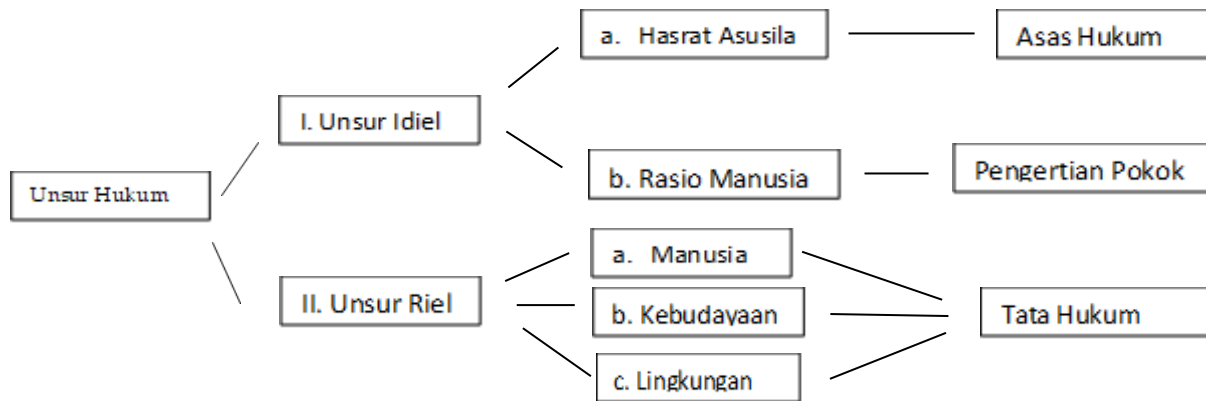 a. Hasrat Asusila
Asas Hukum
I. Unsur Idiel
b. Rasio Manusia
Pengertian Pokok
Unsur Hukum
a. Manusia
II. Unsur Riel
b. Kebudayaan
Tata Hukum
c. Lingkungan